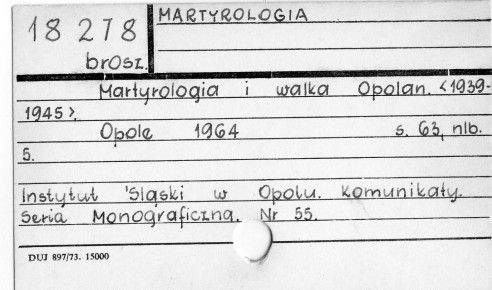 18 278
brosz.
MARTYROLOGIA
Martyrologia i walka Opolan. <1939-
1945>.
Opole 1964 s. 63, nlb.
5.
Instytut Śląski w Opolu. Komunikaty.
Seria Monograficzna. Nr 55.
DUJ 897/73. 15000